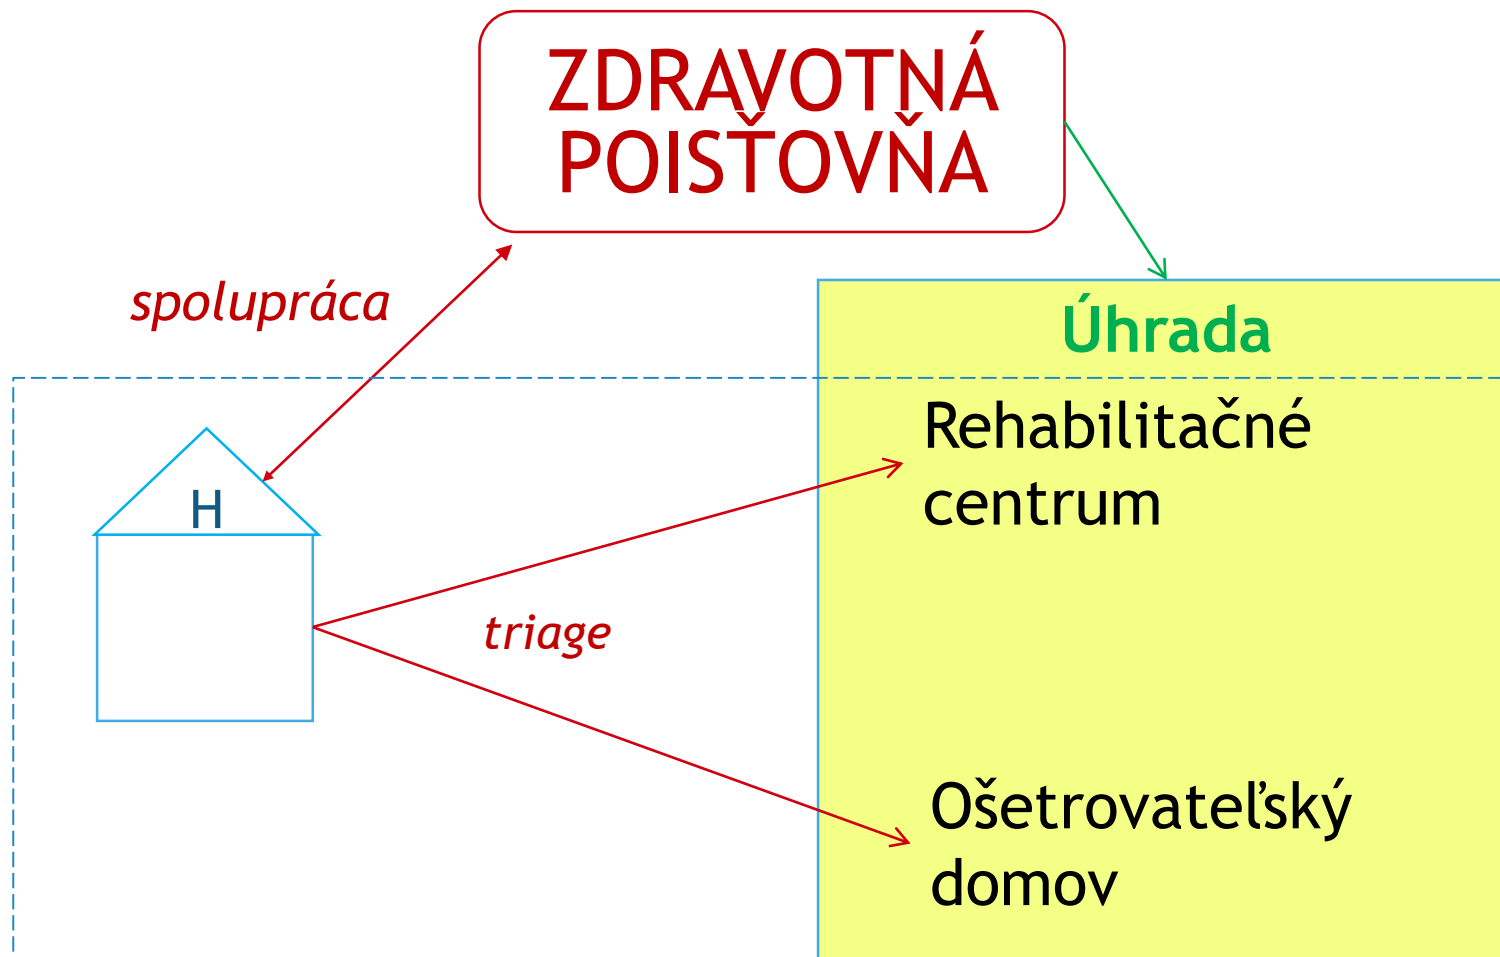 ZDRAVOTNÁ
POISŤOVŇA
spolupráca
Úhrada
Rehabilitačné
centrum
H
triage
Ošetrovateľský
domov